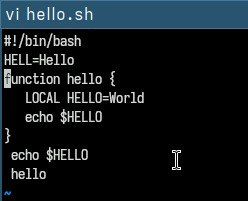 vi hello.sh
#!/bin/bash
HELL=Hello
function hello {
   LOCAL HELLO=World
   echo $HELLO
}
 echo $HELLO
 hello
~